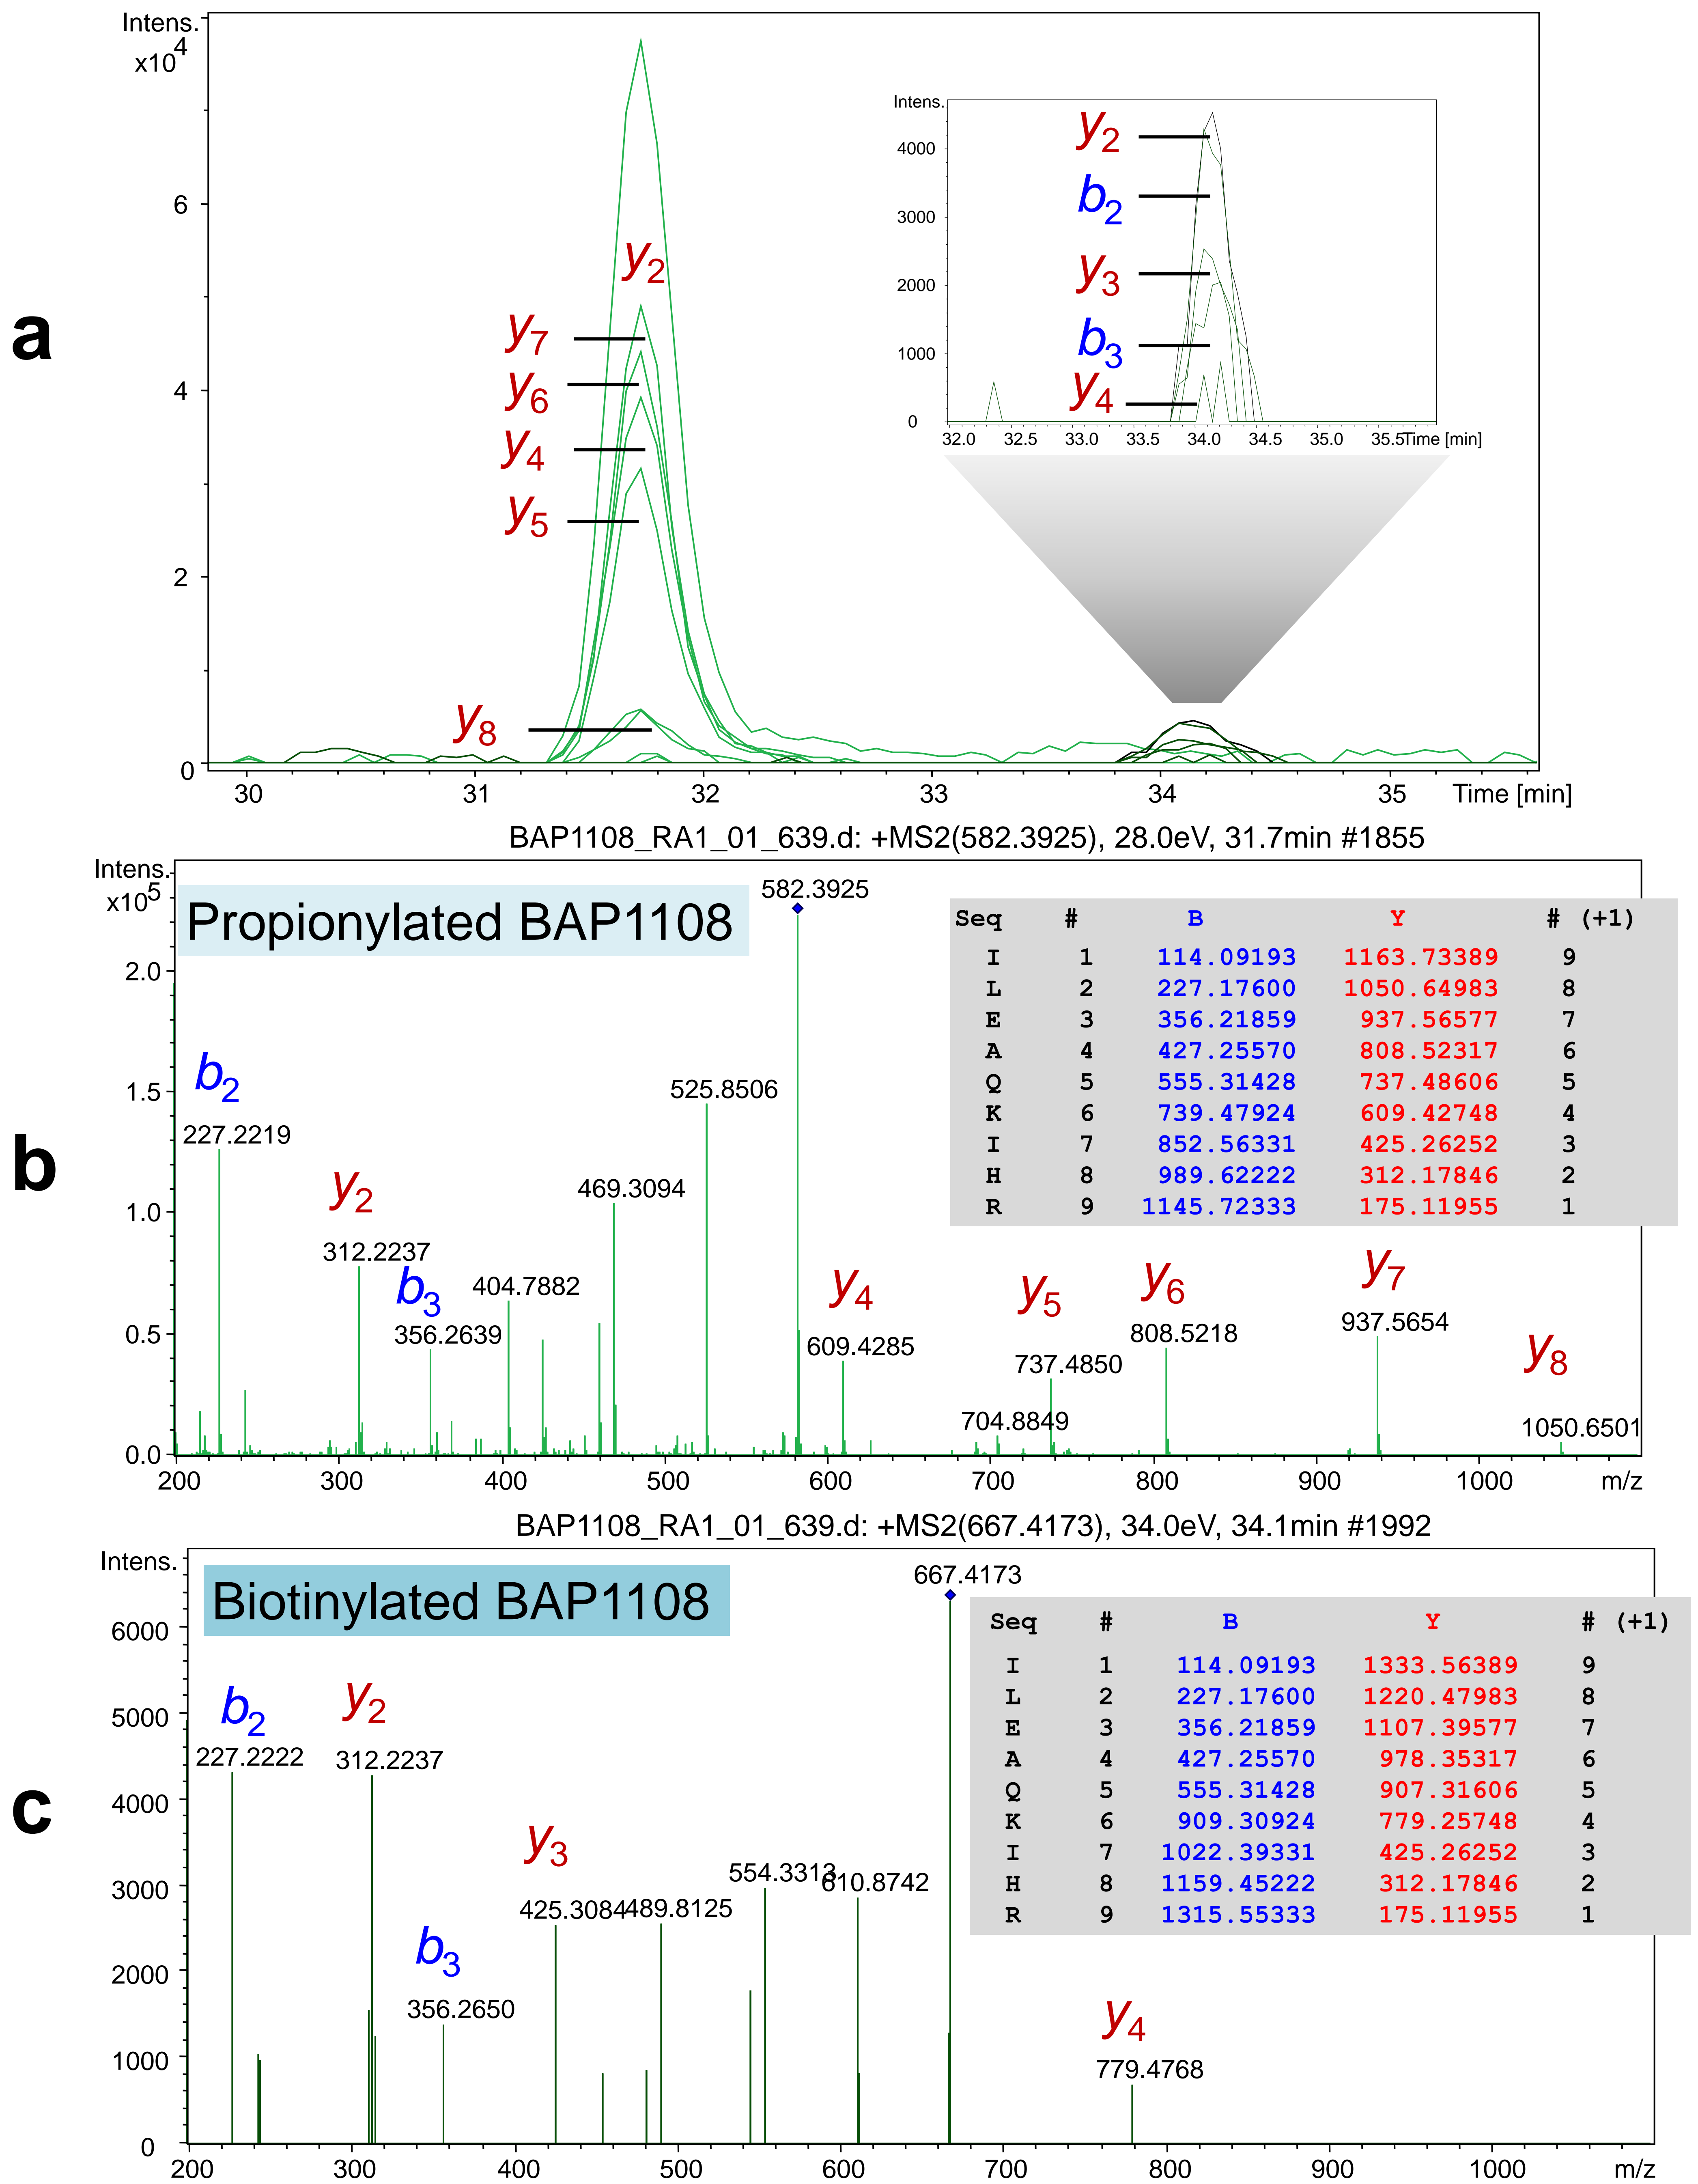 a
Intens.
x10^4
6
4
2
0
y2
y7
y6
y4
y5
y8
30 31 32 33 34 35 Time [min]
Intens.
4000
3000
2000
1000
0
y2
b2
y3
b3
y4
32.0 32.5 33.0 33.5 34.0 34.5 35.0 35.5 Time [min]
b
BAP1108_RA1_01_639.d: +MS2(582.3925), 28.0eV, 31.7min #1855
Intens.
x10^5
2.0
1.5
1.0
0.5
0.0
Propionylated BAP1108
582.3925
525.8506
b2
227.2219
y2
312.2237
b3
356.2639
404.7882
469.3094
y4
609.4285
y5
737.4850
704.8849
y6
808.5218
y7
937.5654
y8
1050.6501
Seq # B Y # (+1)
I 1 114.09193 1163.73389 9
L 2 227.17600 1050.64983 8
E 3 356.21859 937.56577 7
A 4 427.25570 808.52317 6
Q 5 555.31428 737.48606 5
K 6 739.47924 609.42748 4
I 7 852.56331 425.26252 3
H 8 989.62222 312.17846 2
R 9 1145.72333 175.11955 1
200 300 400 500 600 700 800 900 1000 m/z
c
BAP1108_RA1_01_639.d: +MS2(667.4173), 34.0eV, 34.1min #1992
Intens.
6000
5000
4000
3000
2000
1000
0
Biotinylated BAP1108
667.4173
b2
227.2222
y2
312.2237
y3
425.3084
489.8125
554.3313
610.8742
b3
356.2650
y4
779.4768
Seq # B Y # (+1)
I 1 114.09193 1333.56389 9
L 2 227.17600 1220.47983 8
E 3 356.21859 1107.39577 7
A 4 427.25570 978.35317 6
Q 5 555.31428 907.31606 5
K 6 909.30924 779.25748 4
I 7 1022.39331 425.26252 3
H 8 1159.45222 312.17846 2
R 9 1315.55333 175.11955 1
200 300 400 500 600 700 800 900 1000 m/z